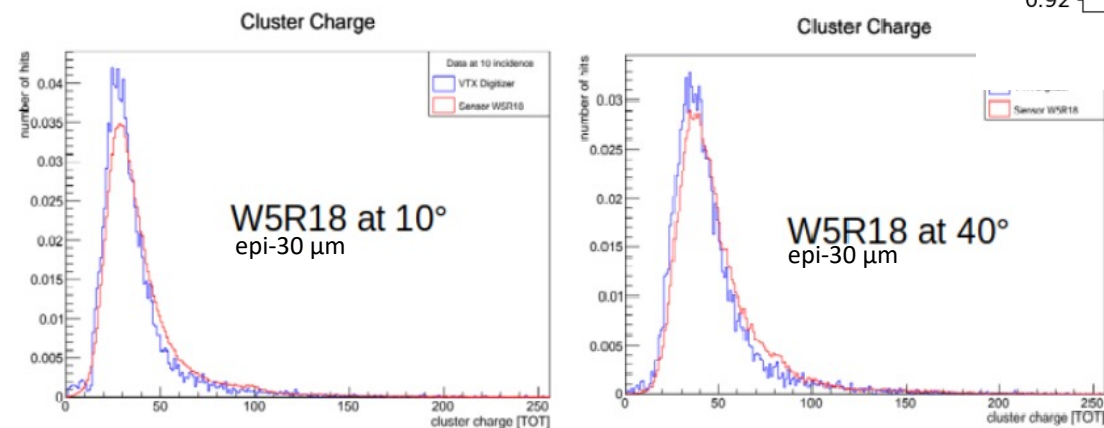 0.92
Cluster Charge
number of hits
0.04
0.035
0.03
0.025
0.02
0.015
0.01
0.005
0
0 50 100 150 200 250
cluster charge [TOT]
Data at 10 incidence
VTX Digitizer
Sensor W5R18
W5R18 at 10°
epi-30 μm
Cluster Charge
number of hits
0.03
0.025
0.02
0.015
0.01
0.005
0
0 50 100 150 200 250
cluster charge [TOT]
Sensor W5R18
W5R18 at 40°
epi-30 μm